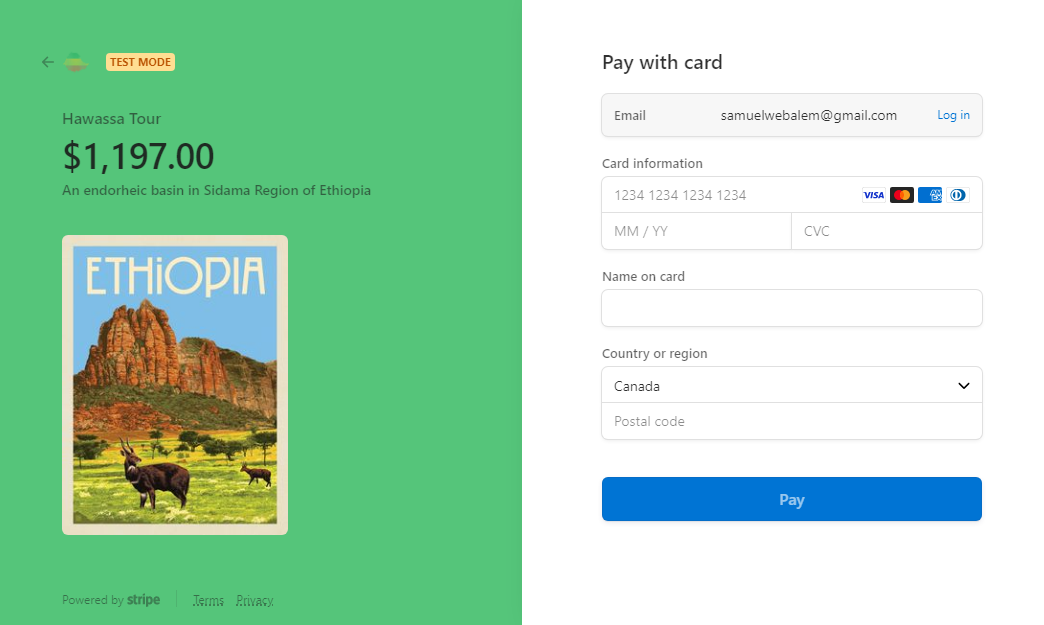 TEST MODE
Hawassa Tour
$1,197.00
An endorheic basin in Sidama Region of Ethiopia
ETHiOPIA
Powered by stripe
Terms Privacy
Pay with card
Email samuelwebalem@gmail.com Log in
Card information
1234 1234 1234 1234 VISA AM EX
MM / YY CVC
Name on card
Country or region
Canada
Postal code
Pay